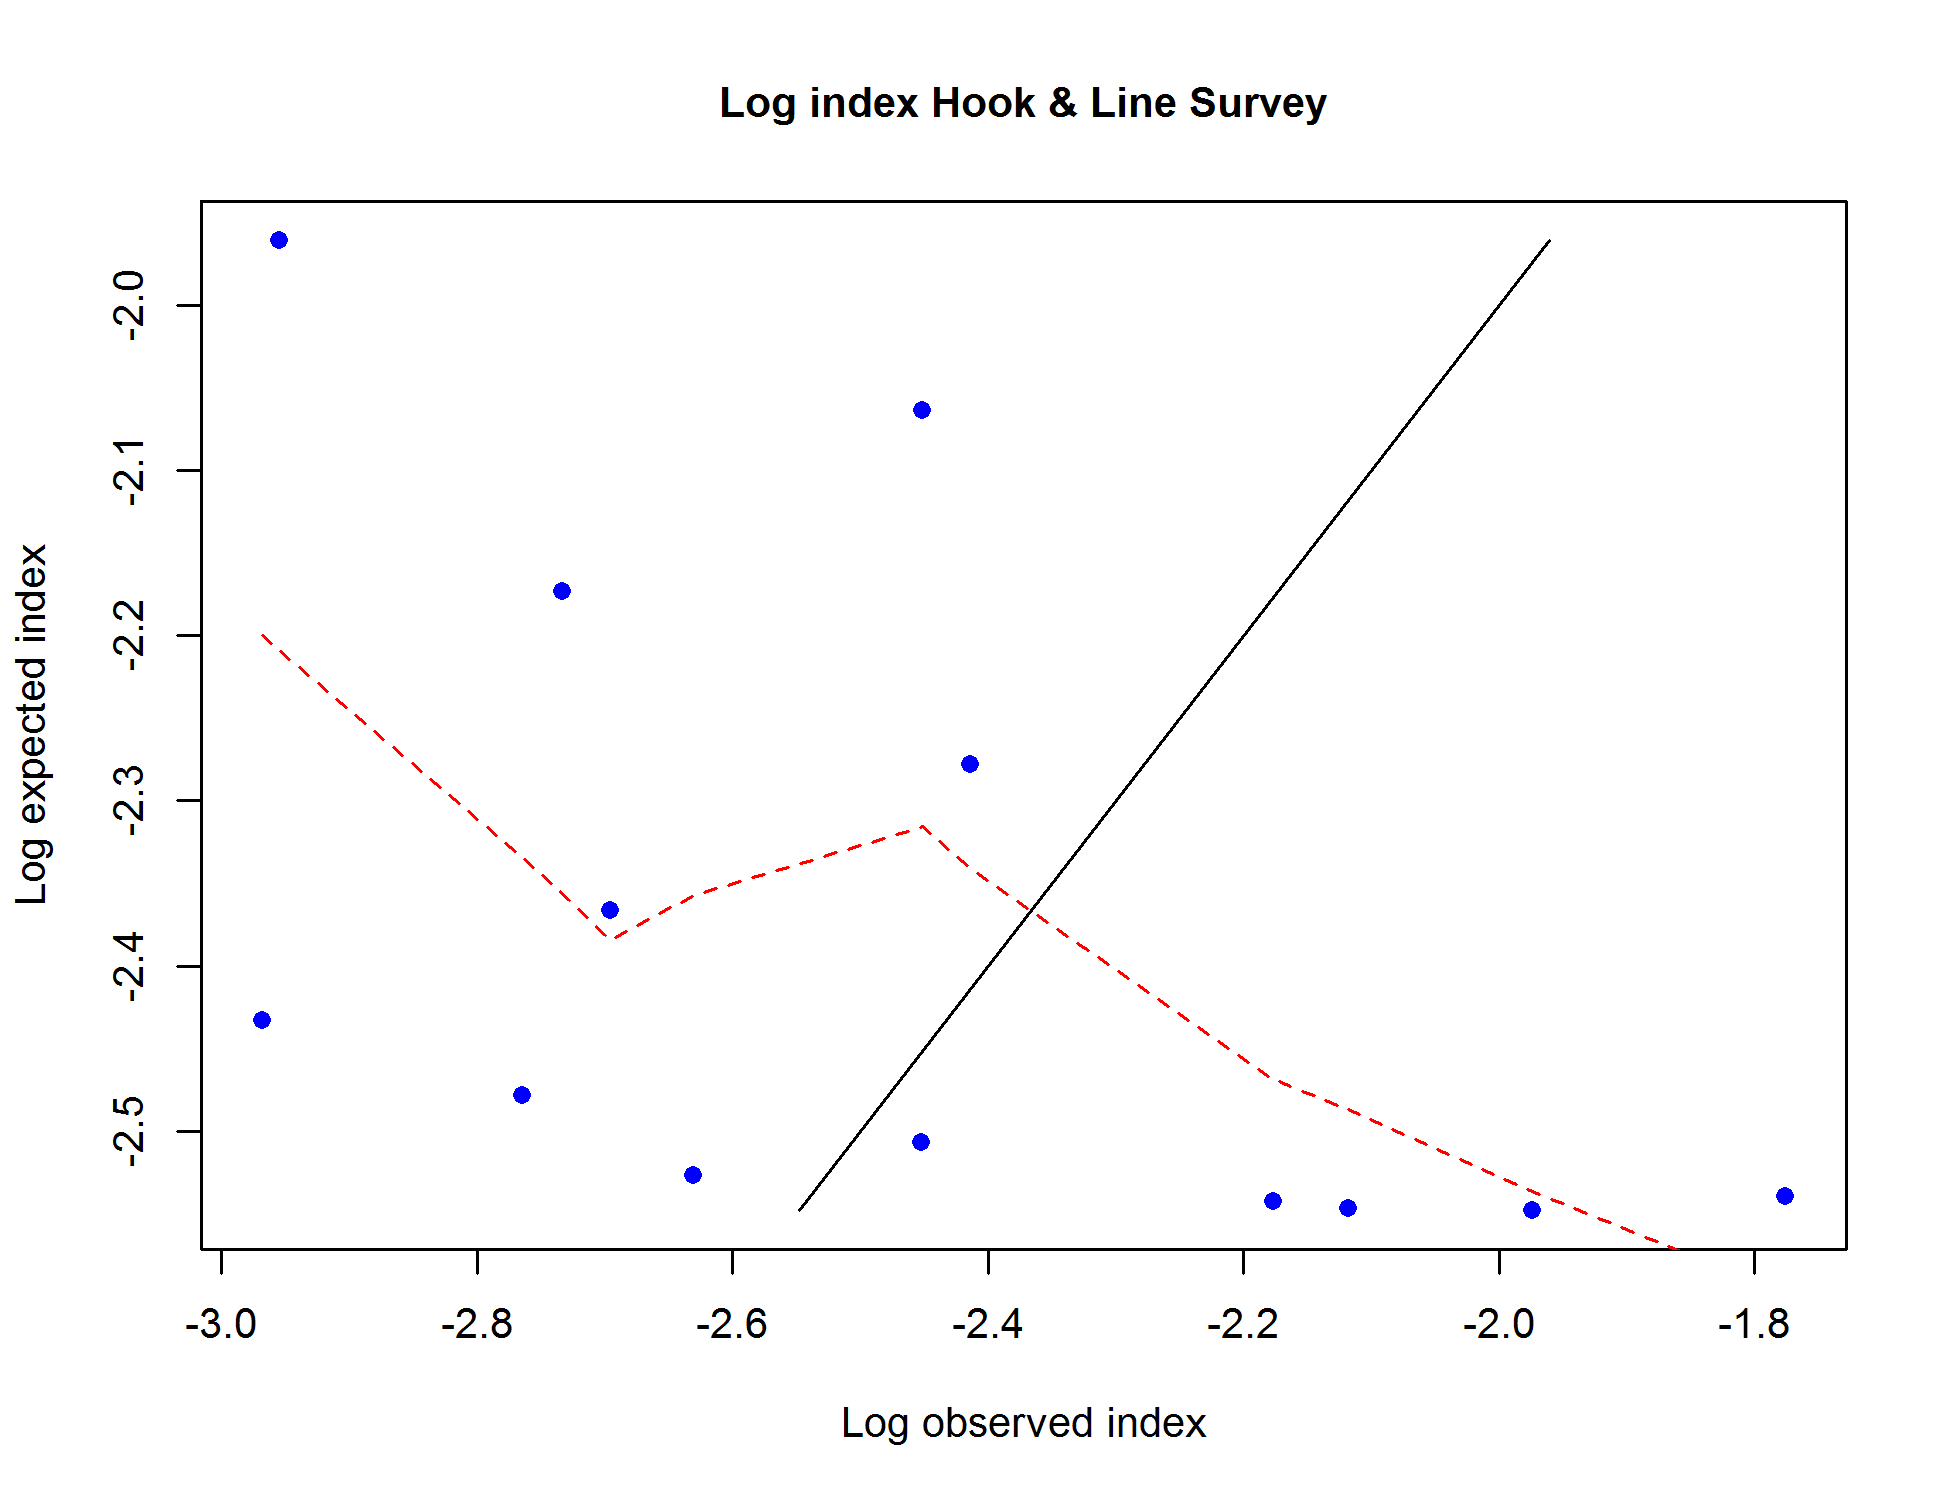 Log index Hook & Line Survey
Log expected index
-2.0
-2.1
-2.2
-2.3
-2.4
-2.5
-3.0 -2.8 -2.6 -2.4 -2.2 -2.0 -1.8
Log observed index